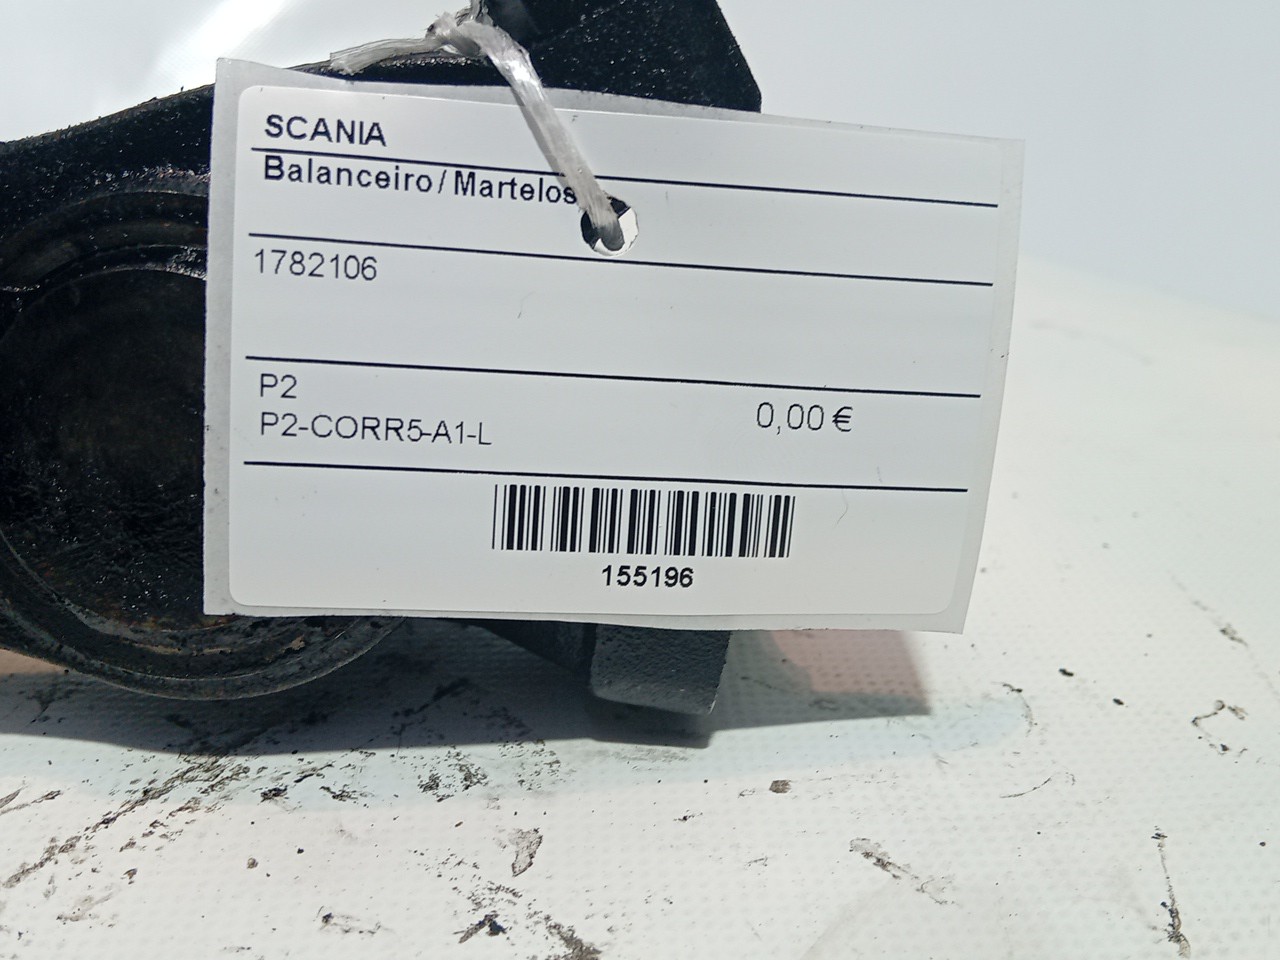 SCANIA
Balanceiro / Martelos
1782106
P2
P2-CORR5-A1-L
0,00 €
155196